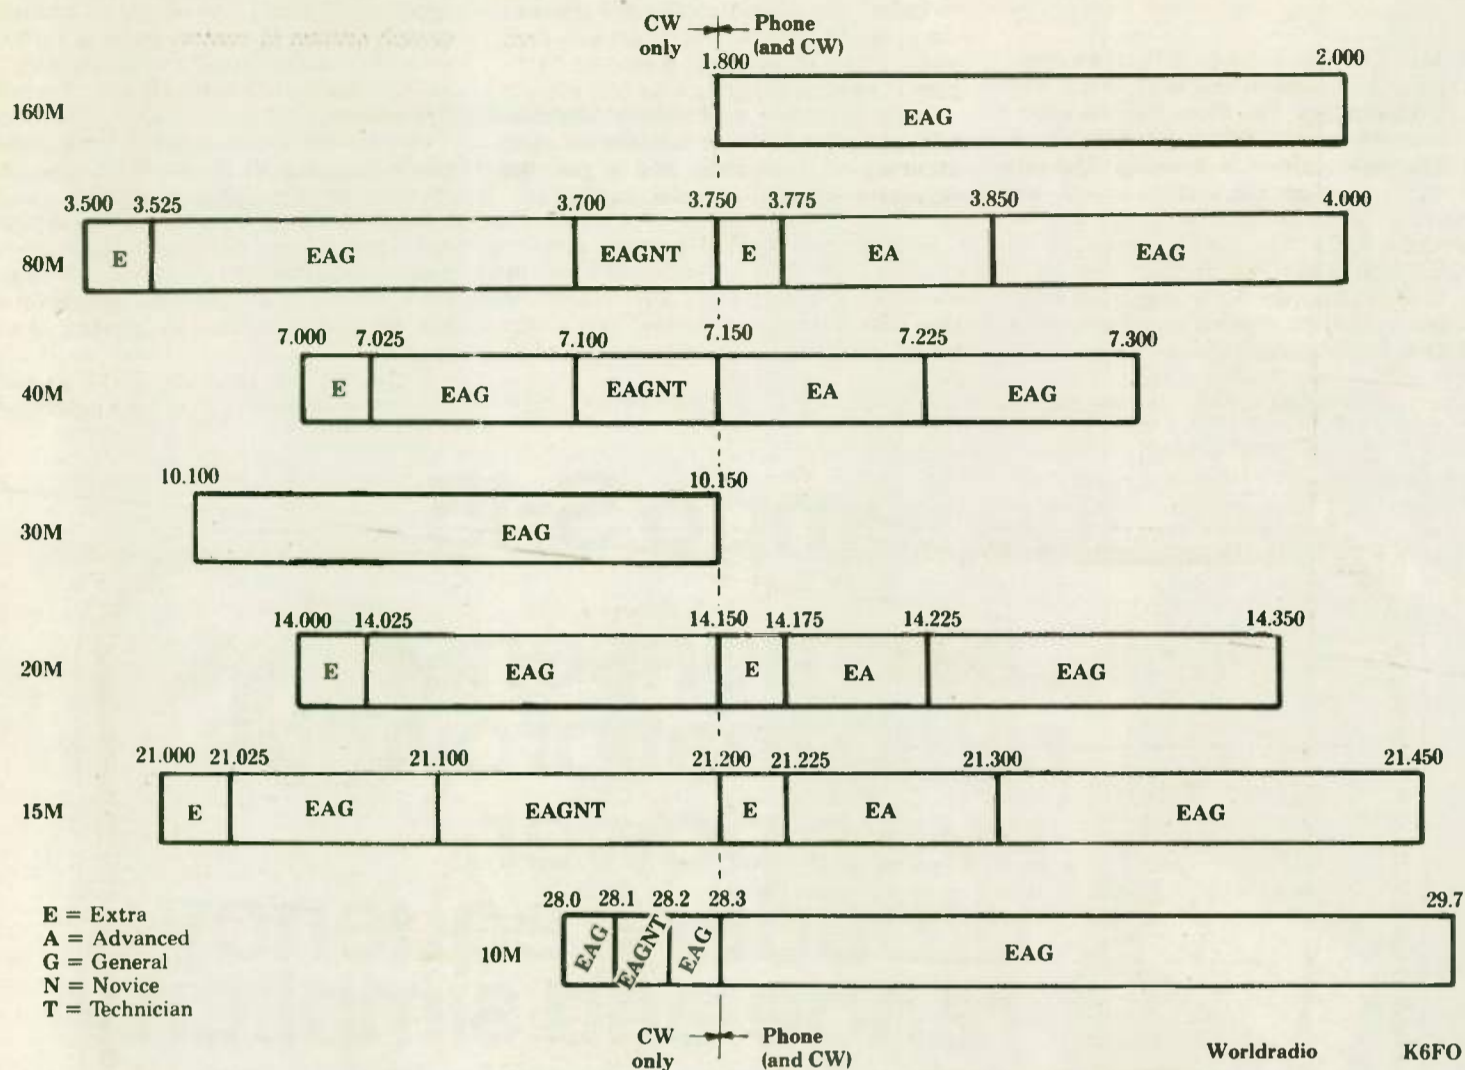 CW only
Phone (and CW)
1.800 2.000
160M EAG
3.500 3.525 3.700 3.750 3.775 3.850 4.000
80M E EAG EAGNT E EA EAG
7.000 7.025 7.100 7.150 7.225 7.300
40M E EAG EAGNT EA EAG
10.100 10.150
30M EAG
14.000 14.025 14.150 14.175 14.225 14.350
20M E EAG E EA EAG
21.000 21.025 21.100 21.200 21.225 21.300 21.450
15M E EAG EAGNT E EA EAG
28.0 28.1 28.2 28.3 29.7
10M EAG EAGNT EAG EAG
E = Extra
A = Advanced
G = General
N = Novice
T = Technician
CW only
Phone (and CW)
Worldradio K6FO